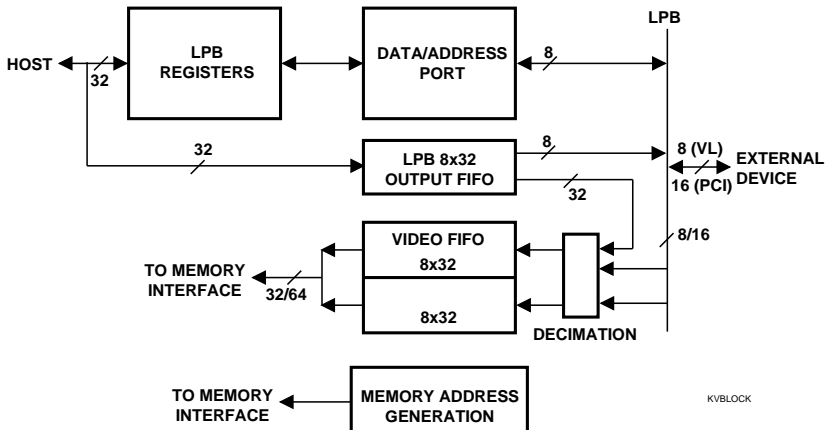 LPB
HOST
32
LPB
REGISTERS
DATA/ADDRESS
PORT
8
32
LPB 8x32
OUTPUT FIFO
8
32
8 (VL)
16 (PCI)
EXTERNAL
DEVICE
8/16
TO MEMORY
INTERFACE
32/64
VIDEO FIFO
8x32
8x32
DECIMATION
TO MEMORY
INTERFACE
MEMORY ADDRESS
GENERATION
KVBLOCK